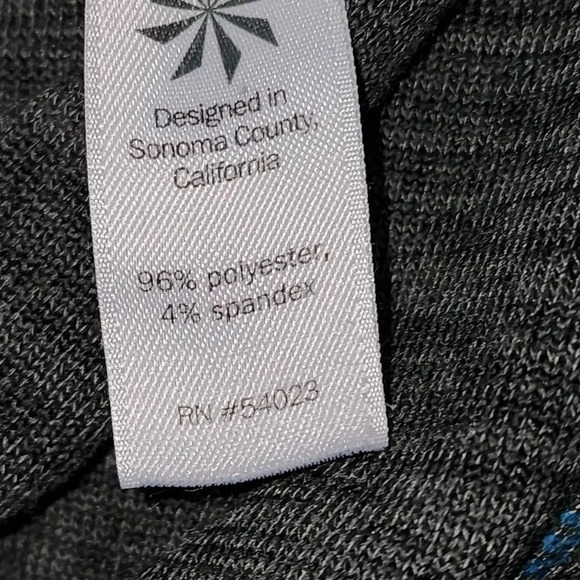 Designed in
Sonoma County,
California
96% polyester,
4% spandex
RN #54023